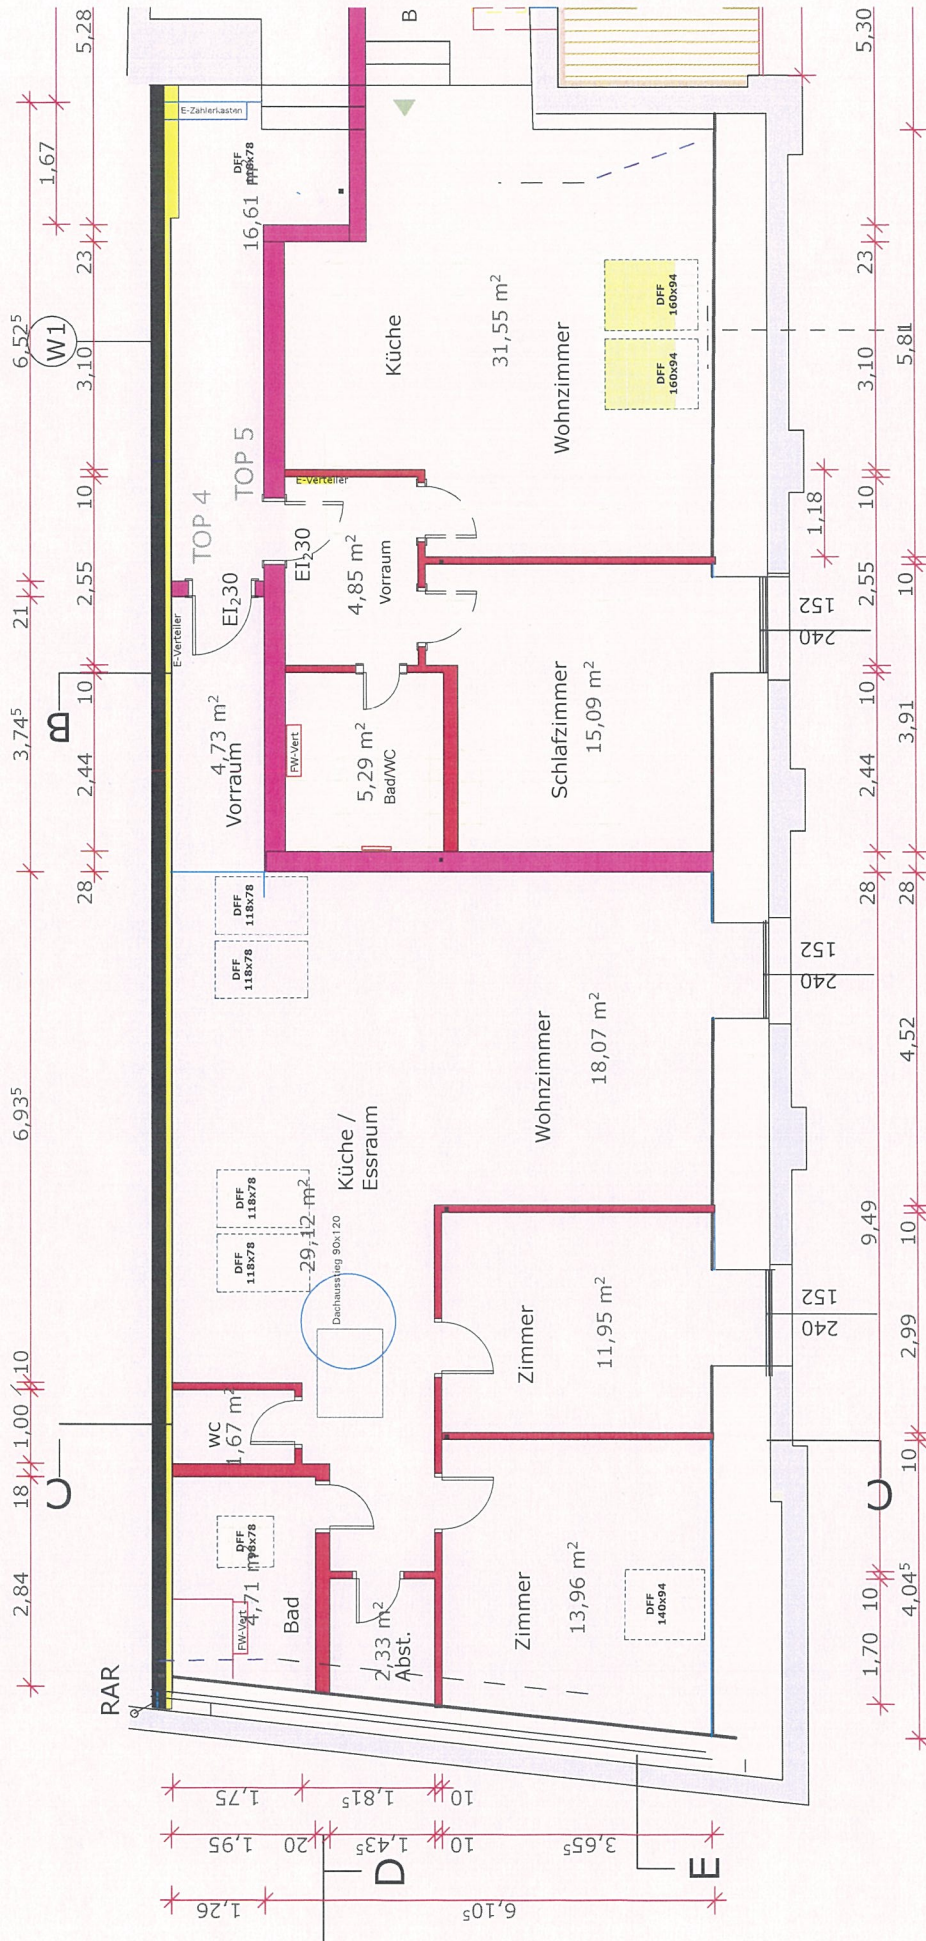 5,28
1,67
23
6,52⁵
W1
3,10
10
2,55
21
10
3,74⁵
B
2,44
28
6,93⁵
10
1,00
18
C
2,84
RAR
B
E-Zählerkasten
DFF
118x78
16,61 m²
Küche
31,55 m²
Wohnzimmer
DFF
160x94
DFF
160x94
TOP 4
TOP 5
E-Verteiler
EI₂30
4,85 m²
Vorraum
EI₂30
E-Verteiler
4,73 m²
Vorraum
FW-Vert
5,29 m²
Bad/WC
Schlafzimmer
15,09 m²
DFF
118x78
DFF
118x78
Wohnzimmer
18,07 m²
Küche /
Essraum
29,12 m²
DFF
118x78
DFF
118x78
Dachausstieg 90x120
Zimmer
11,95 m²
WC
1,67 m²
DFF
98x78
4,71 m²
FW-Vert
Bad
2,33 m²
Abst.
Zimmer
13,96 m²
DFF
140x94
5,30
23
3,10
5,81
10
1,18
2,55
10
152
240
10
3,91
2,44
28
28
152
240
4,52
9,49
10
152
240
2,99
10
C
10
1,70
4,04⁵
1,75
1,81⁵
10
1,95
20
1,43⁵
10
3,65⁵
D
E
1,26
6,10⁵